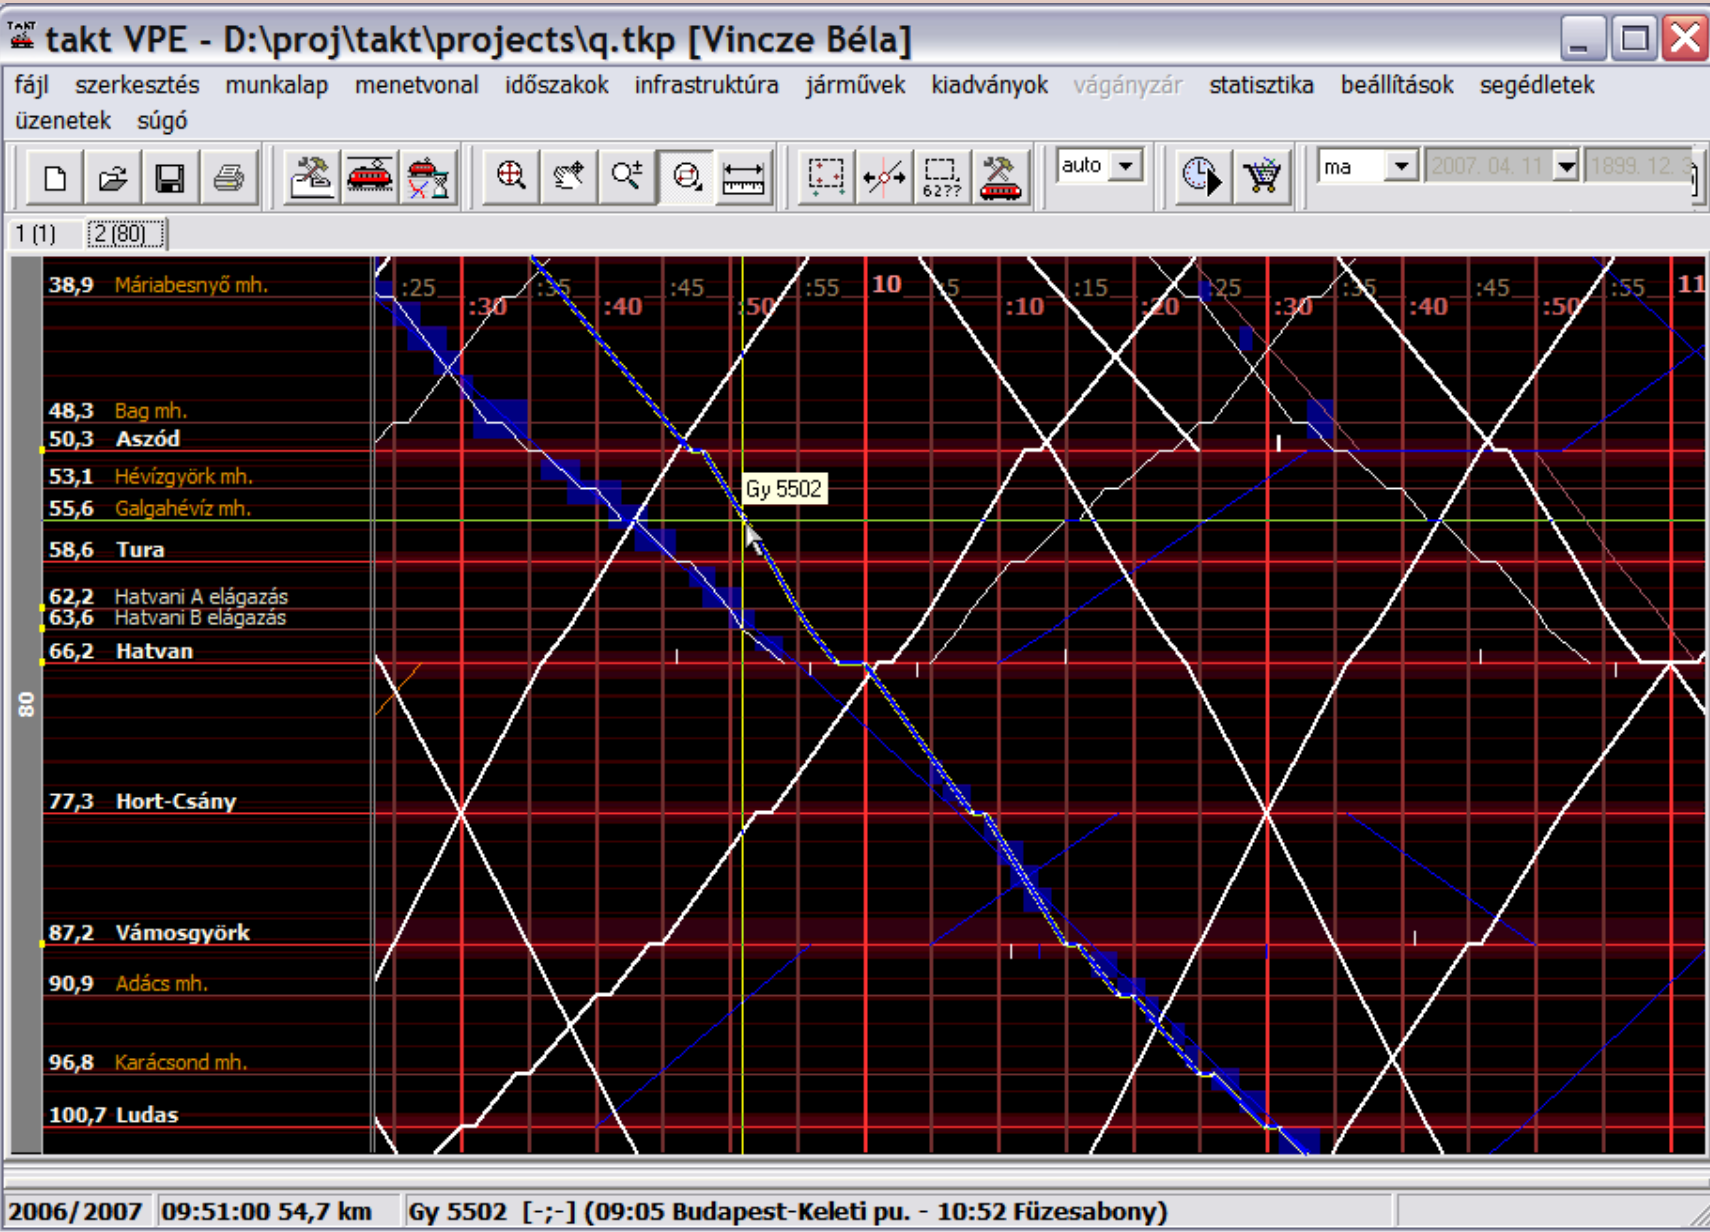 TAKT
takt VPE - D:\proj\takt\projects\q.tkp [Vincze Béla]
fájl szerkesztés munkalap menetvonal időszakok infrastruktúra járművek kiadványok vágányzár statisztika beállítások segédletek
üzenetek súgó
62??
auto
ma
2007. 04. 11
1899. 12. 3
1 (1) 2 (80)
38,9 Máriabesnyő mh.
:25 :35 :45 :55 10 :5 :15 :25 :35 :45 :55 11
:30 :40 :50 :10 :20 :30 :40 :50
48,3 Bag mh.
50,3 Aszód
53,1 Hévízgyörk mh.
Gy 5502
55,6 Galgahévíz mh.
58,6 Tura
62,2 Hatvani A elágazás
63,6 Hatvani B elágazás
66,2 Hatvan
80
77,3 Hort-Csány
87,2 Vámosgyörk
90,9 Adács mh.
96,8 Karácsond mh.
100,7 Ludas
2006/2007 09:51:00 54,7 km Gy 5502 [-;-] (09:05 Budapest-Keleti pu. - 10:52 Füzesabony)